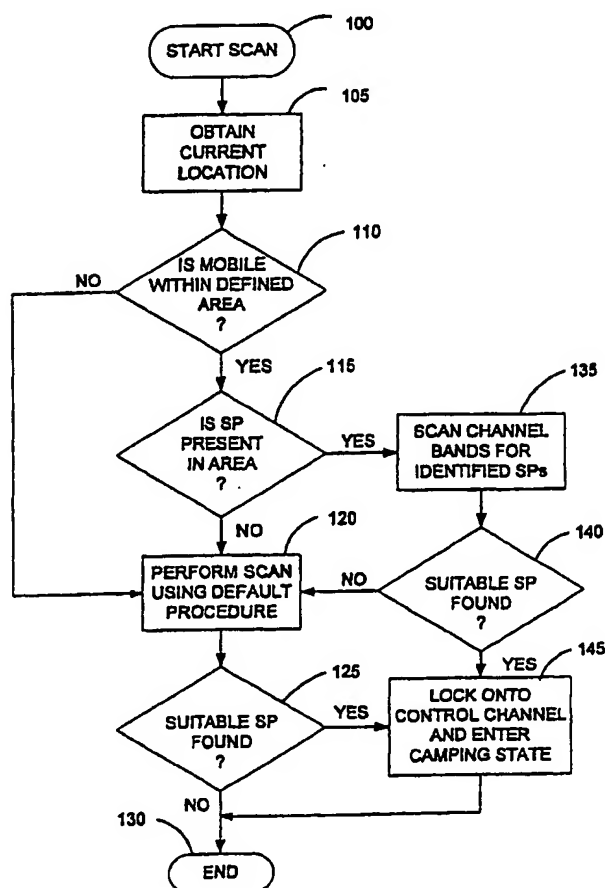 100
START SCAN
105
OBTAIN
CURRENT
LOCATION
110
IS MOBILE
WITHIN DEFINED
AREA
?
NO
YES
115
IS SP
PRESENT
IN AREA
?
YES
135
SCAN CHANNEL
BANDS FOR
IDENTIFIED SPs
NO
120
PERFORM SCAN
USING DEFAULT
PROCEDURE
NO
140
SUITABLE SP
FOUND
?
YES
125
SUITABLE SP
FOUND
?
YES
145
LOCK ONTO
CONTROL CHANNEL
AND ENTER
CAMPING STATE
NO
130
END